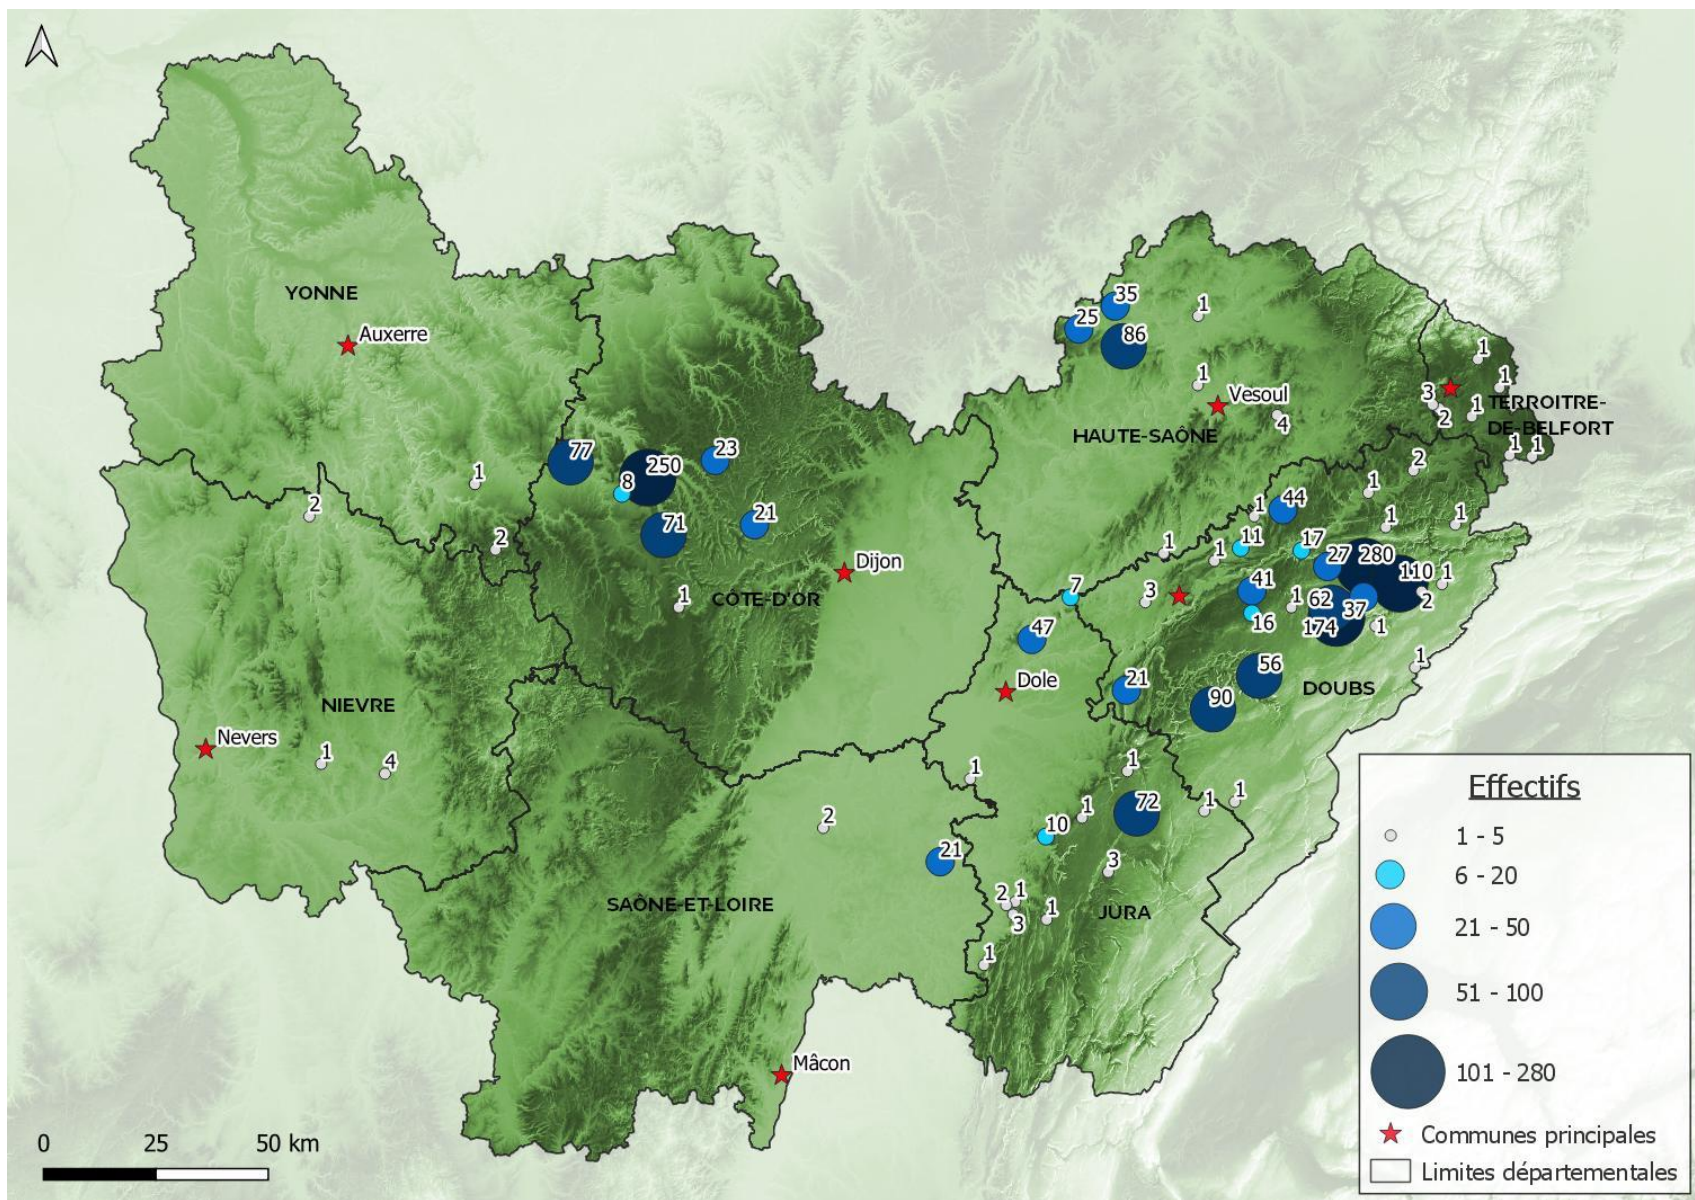 YONNE
Auxerre
35
25
1
86
1
1
Vesoul
1
3
1
TERROITRE-
DE-BELFORT
2
4
HAUTE-SAÔNE
1
1
77
250
23
8
1
2
1
2
44
1
71
21
1
1
2
11
17
1
1
Dijon
27
280
110
1
7
3
41
1
62
37
2
1
CÔTE-D'OR
16
174
1
47
1
56
Dole
21
DOUBS
90
NIEVRE
Nevers
1
4
1
1
2
10
1
72
1
1
21
3
SAÔNE-ET-LOIRE
2
1
3
1
JURA
1
Mâcon
0 25 50 km
Effectifs
1 - 5
6 - 20
21 - 50
51 - 100
101 - 280
Communes principales
Limites départementales